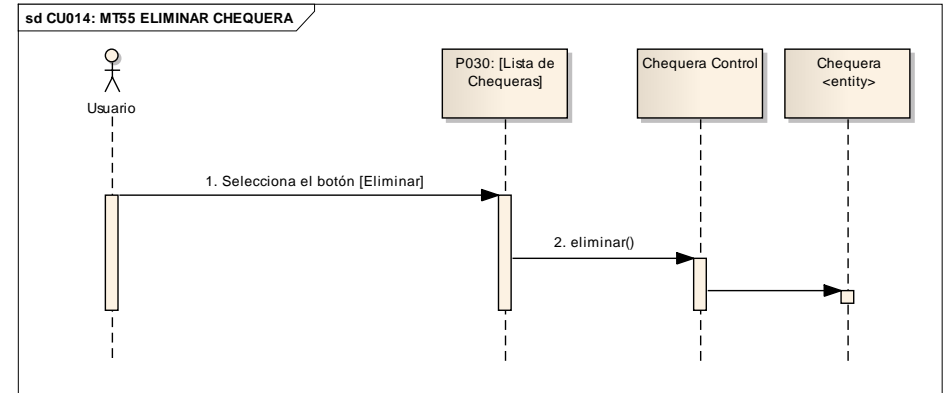 sd CU014: MT55 ELIMINAR CHEQUERA
Usuario
P030: [Lista de
Chequeras]
Chequera Control
Chequera
<entity>
1. Selecciona el botón [Eliminar]
2. eliminar()